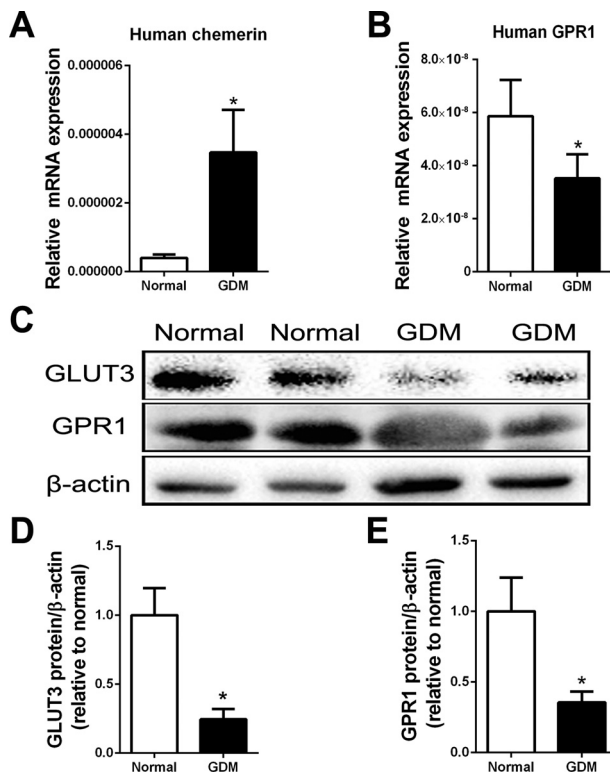 A
Human chemerin
Relative mRNA expression
0.000006
0.000004
0.000002
0.000000
*
Normal GDM
B
Human GPR1
Relative mRNA expression
8.0×10-8
6.0×10-8
4.0×10-8
2.0×10-8
0
*
Normal GDM
C
Normal Normal GDM GDM
GLUT3
GPR1
β-actin
D
GLUT3 protein/β-actin
(relative to normal)
1.5
1.0
0.5
0.0
*
Normal GDM
E
GPR1 protein/β-actin
(relative to normal)
1.5
1.0
0.5
0.0
*
Normal GDM